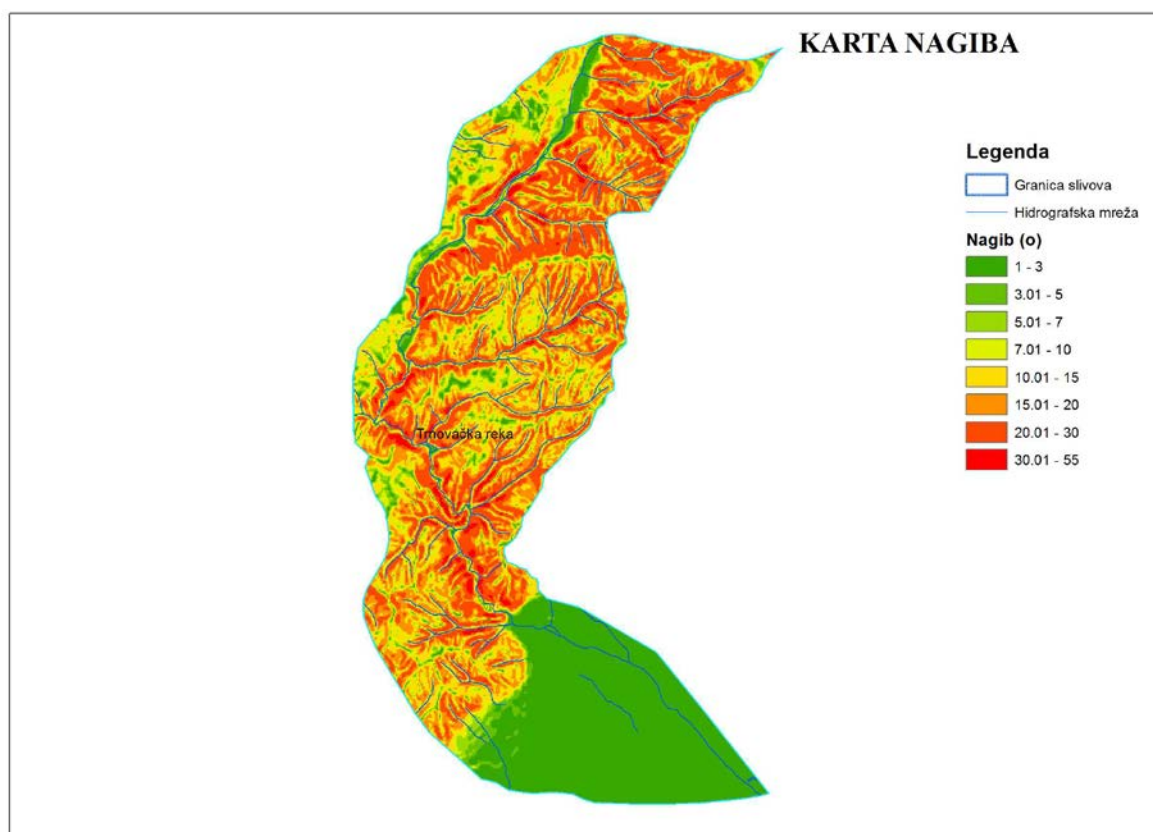 KARTA NAGIBA
Legenda
Granica slivova
Hidrografska mreža
Nagib (o)
1 - 3
3.01 - 5
5.01 - 7
7.01 - 10
10.01 - 15
15.01 - 20
20.01 - 30
30.01 - 55
Trnovačka reka